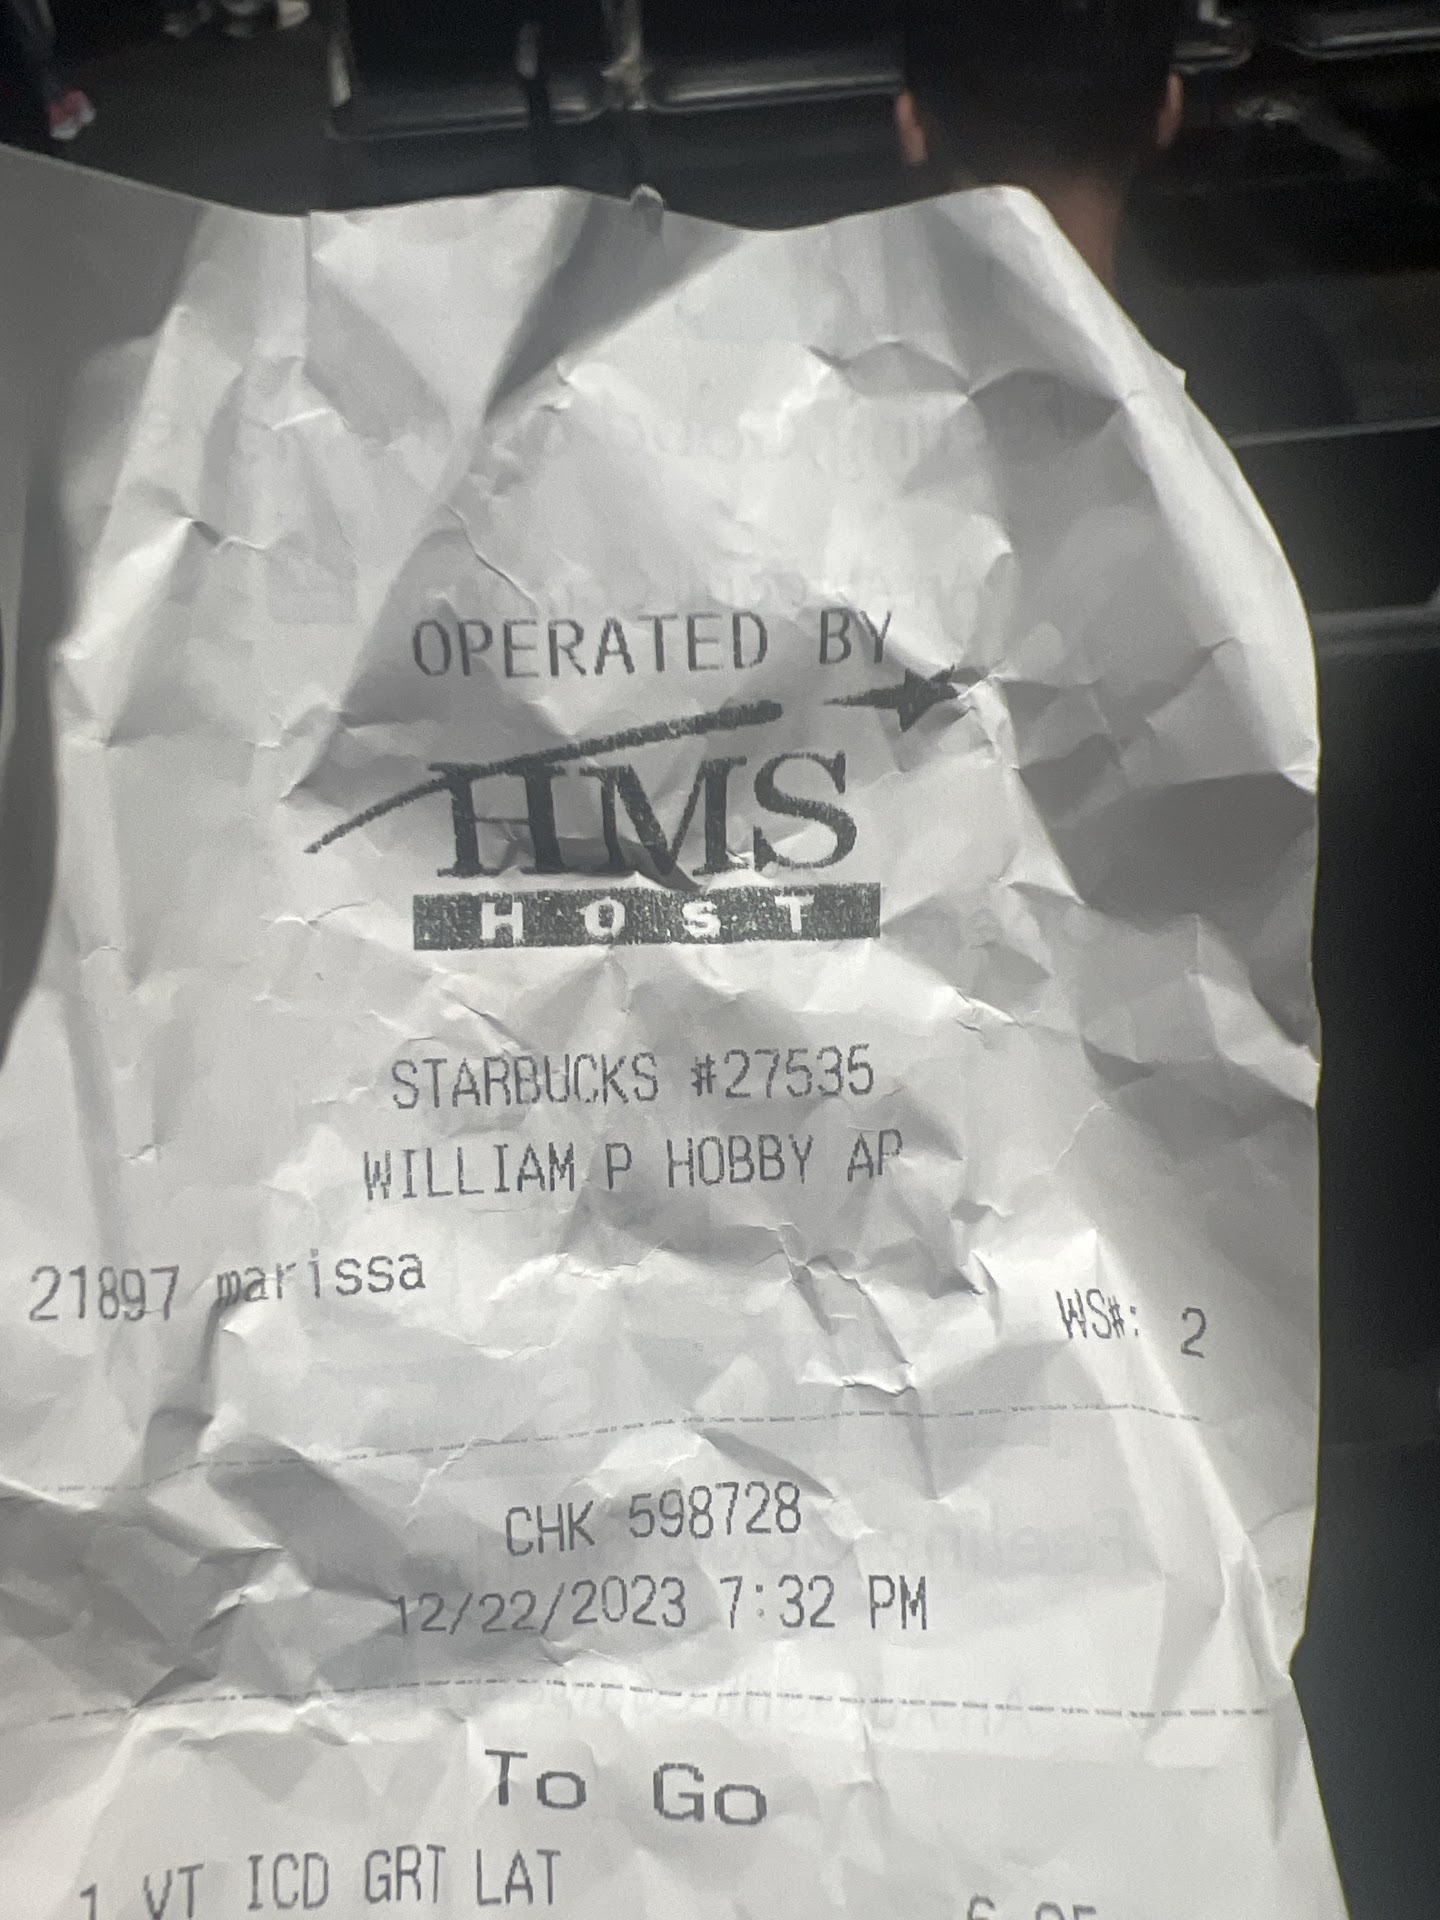 OPERATED BY
HMS
HOST
STARBUCKS #27535
WILLIAM P HOBBY AP
21897 marissa WS#: 2
CHK 598728
12/22/2023 7:32 PM
To Go
1 VT ICD GRT LAT